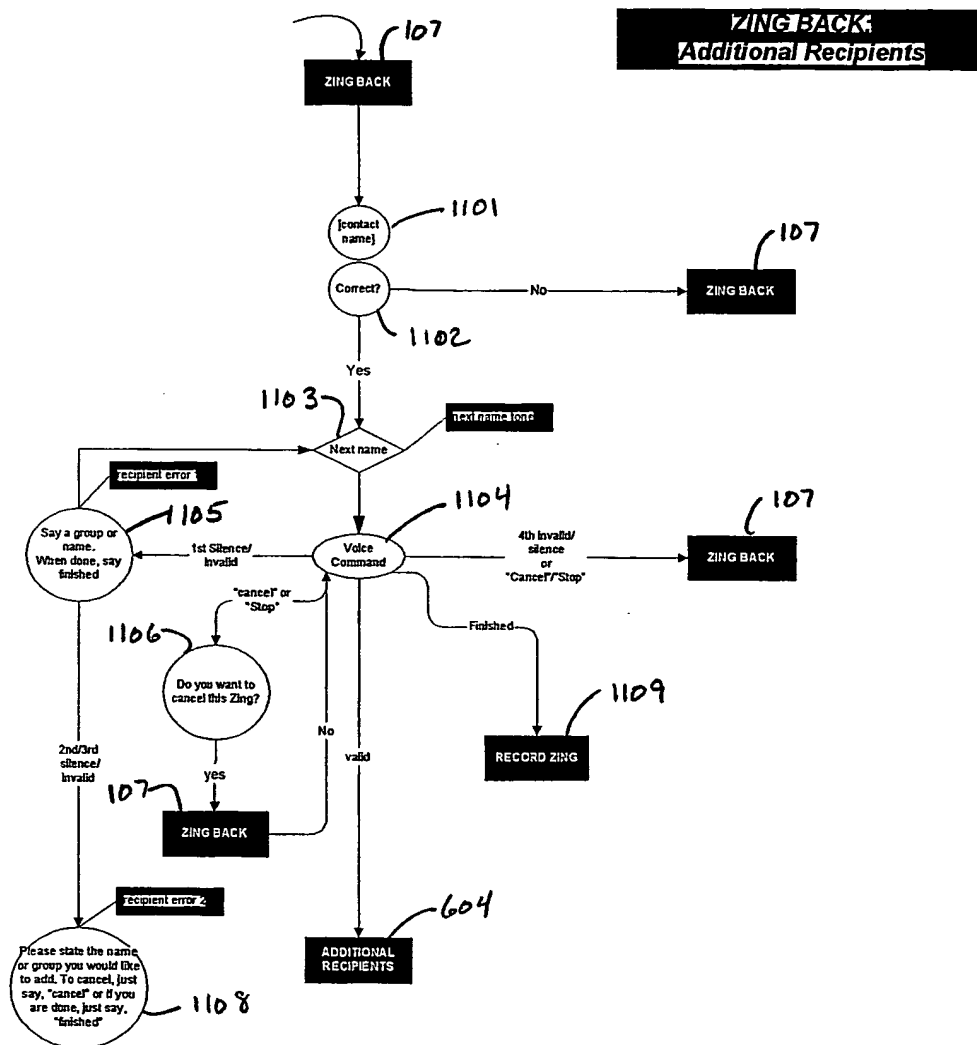 ZING BACK:
Additional Recipients
107
ZING BACK
1101
[contact
name]
107
Correct?
No
ZING BACK
1102
Yes
1103
next name tone
Next name
recipient error 1
1104
1105
107
Say a group or
name.
When done, say
finished
1st Silence/
Invalid
Voice
Command
4th Invalid/
silence
or
"Cancel"/"Stop"
ZING BACK
"cancel" or
"Stop"
1106
Finished
Do you want to
cancel this Zing?
1109
No
2nd/3rd
silence/
Invalid
valid
RECORD ZING
yes
107
ZING BACK
recipient error 2
604
Please state the name
or group you would like
to add. To cancel, just
say, "cancel" or if you
are done, just say,
"finished"
ADDITIONAL
RECIPIENTS
1108